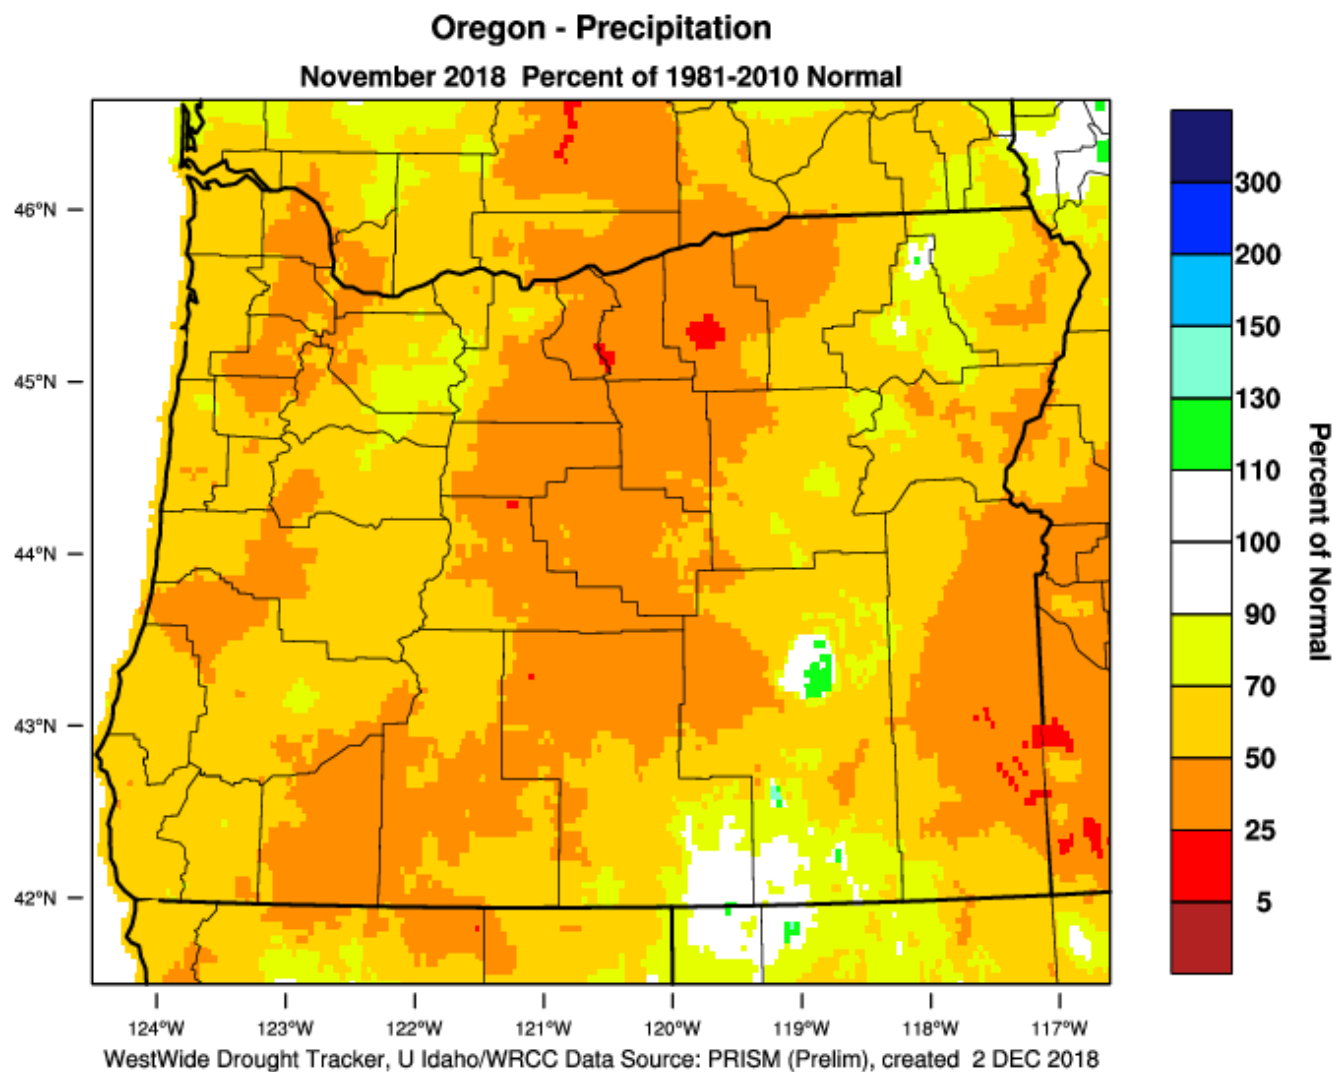 Oregon - Precipitation
November 2018 Percent of 1981-2010 Normal
46°N
45°N
44°N
43°N
42°N
124°W 123°W 122°W 121°W 120°W 119°W 118°W 117°W
300
200
150
130
110
100
90
70
50
25
5
Percent of Normal
WestWide Drought Tracker, U Idaho/WRCC Data Source: PRISM (Prelim), created 2 DEC 2018